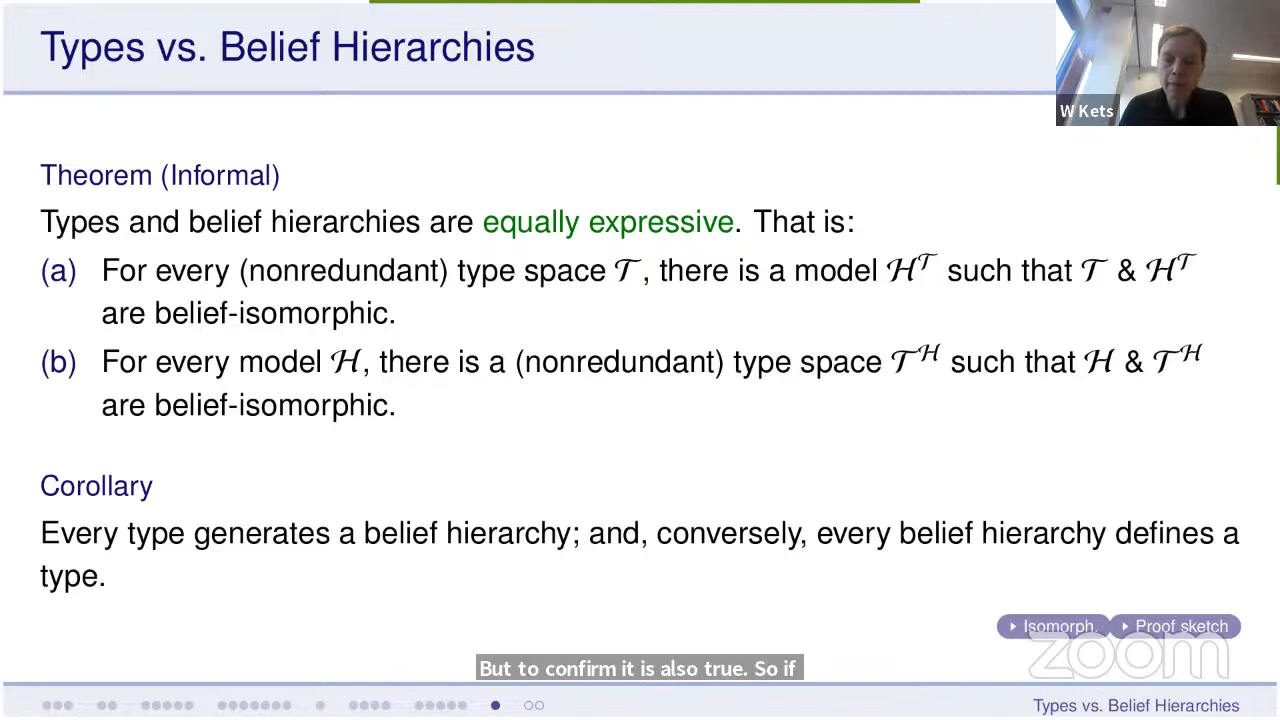 Types vs. Belief Hierarchies
W Kets
Theorem (Informal)
Types and belief hierarchies are equally expressive. That is:
(a) For every (nonredundant) type space 𝒯, there is a model ℋ^𝒯 such that 𝒯 & ℋ^𝒯
are belief-isomorphic.
(b) For every model ℋ, there is a (nonredundant) type space 𝒯^ℋ such that ℋ & 𝒯^ℋ
are belief-isomorphic.
Corollary
Every type generates a belief hierarchy; and, conversely, every belief hierarchy defines a
type.
Isomorph. Proof sketch
zoom
But to confirm it is also true. So if
Types vs. Belief Hierarchies